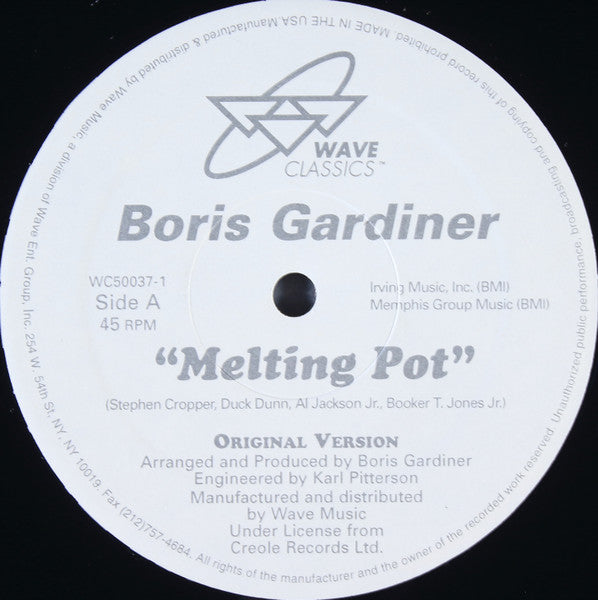 WAVE
CLASSICS™
Boris Gardiner
WC50037-1
Side A
45 RPM
Irving Music, Inc. (BMI)
Memphis Group Music (BMI)
“Melting Pot”
(Stephen Cropper, Duck Dunn, Al Jackson Jr., Booker T. Jones Jr.)
ORIGINAL VERSION
Arranged and Produced by Boris Gardiner
Engineered by Karl Pitterson
Manufactured and distributed
by Wave Music
Under License from
Creole Records Ltd.
MADE IN THE USA Manufactured & distributed by Wave Music, a division of Wave Ent. Group, Inc. 254 W. 54th St, NY. NY 10019. Fax (212)757-4684. All rights of the manufacturer and the owner of the recorded work reserved. Unauthorized public performance, broadcasting and copying of this record prohibited.